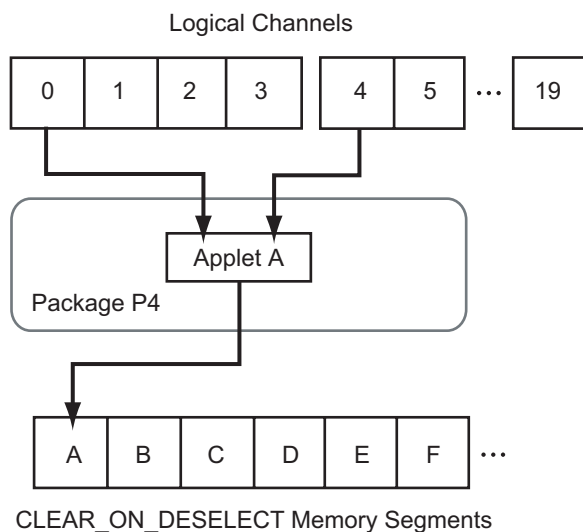 Logical Channels
0 1 2 3 4 5 ... 19
Applet A
Package P4
A B C D E F ...
CLEAR_ON_DESELECT Memory Segments